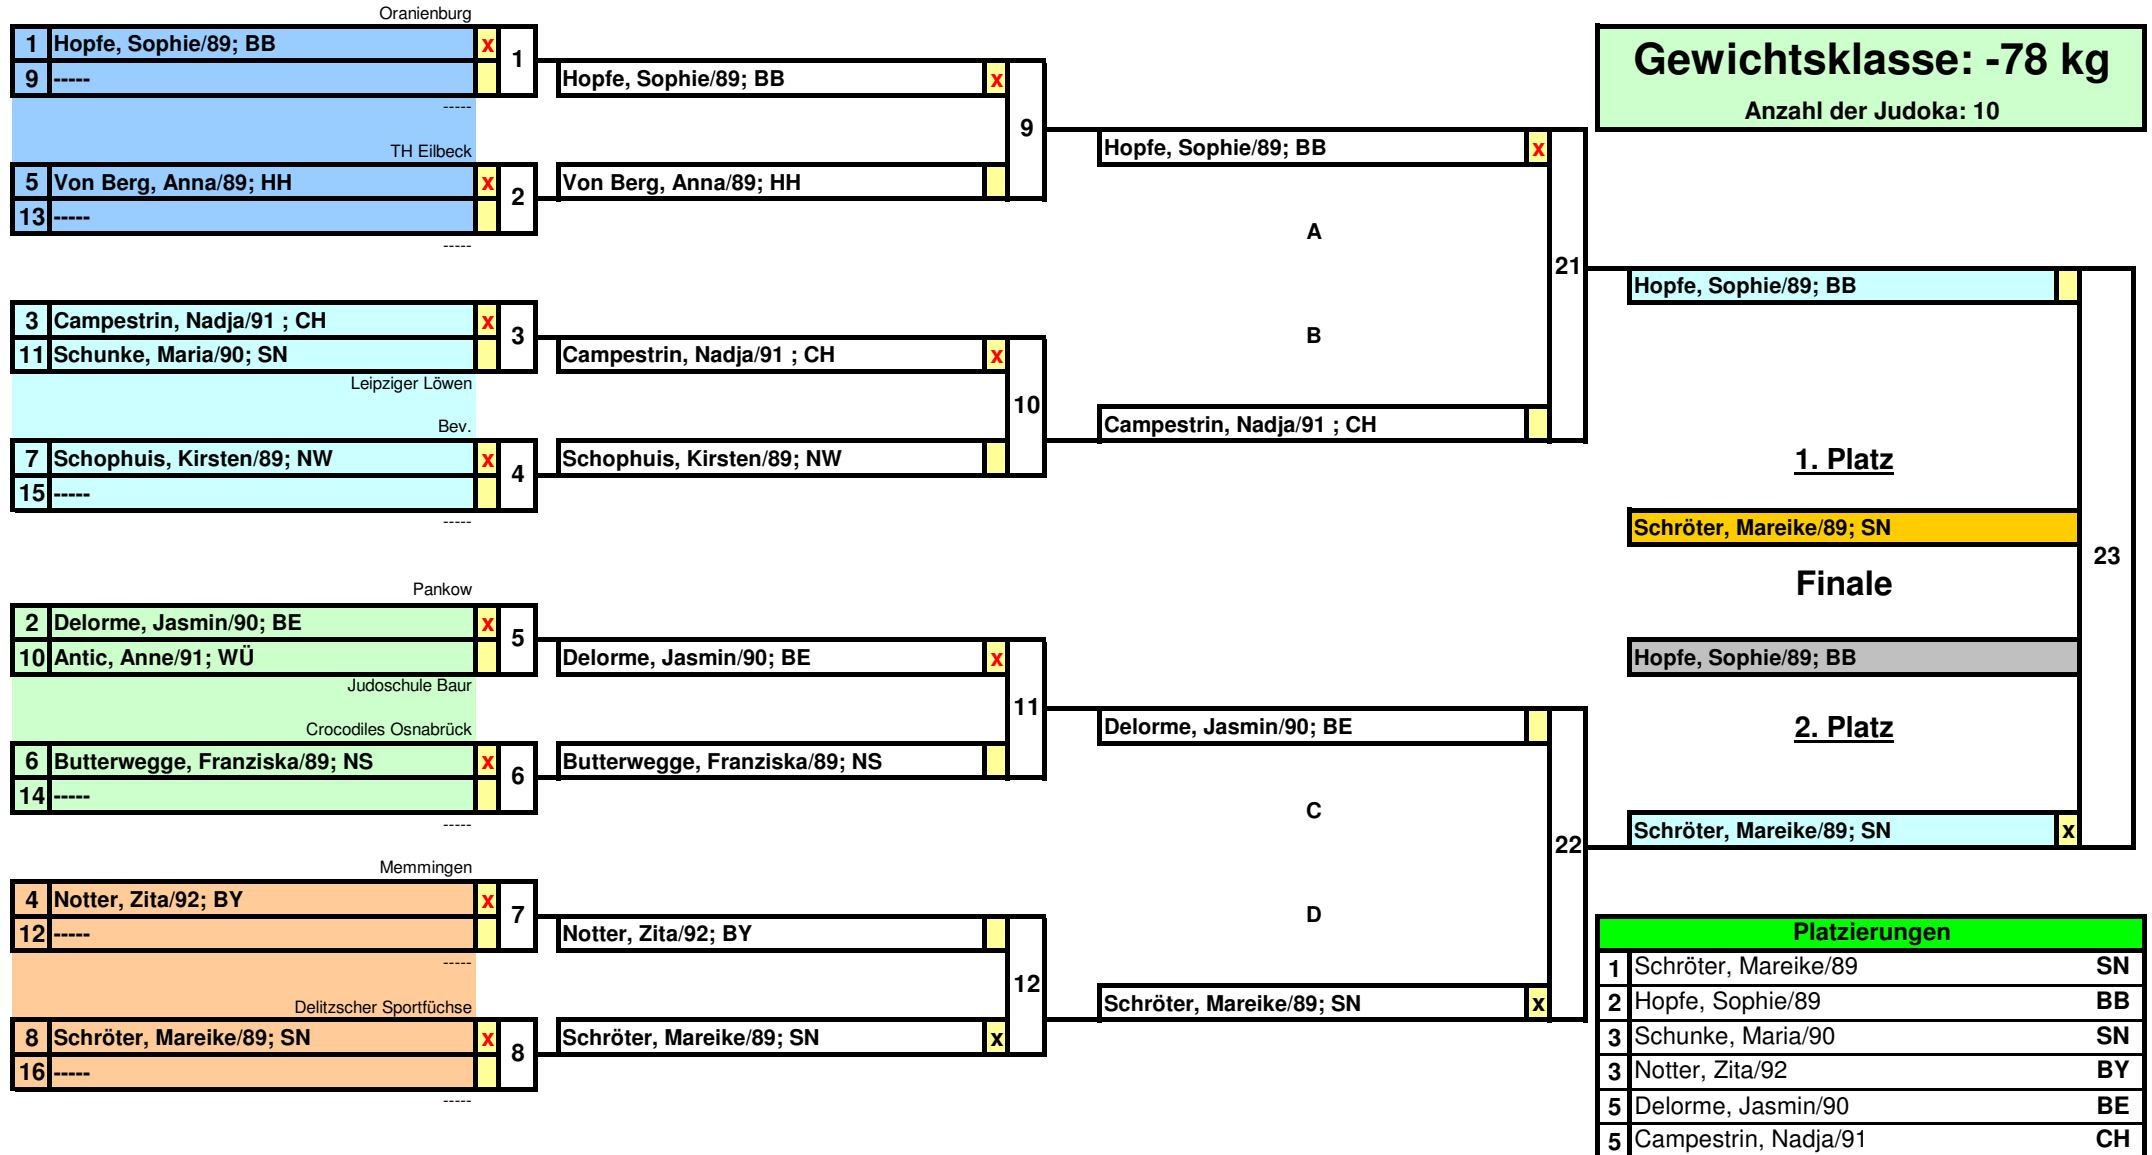 Oranienburg
1 Hopfe, Sophie/89; BB x
9 -----
1
-----
TH Eilbeck
5 Von Berg, Anna/89; HH x
13 -----
2
-----
3 Campestrin, Nadja/91 ; CH x
11 Schunke, Maria/90; SN
3
Leipziger Löwen
Bev.
7 Schophuis, Kirsten/89; NW x
15 -----
4
-----
Pankow
2 Delorme, Jasmin/90; BE x
10 Antic, Anne/91; WÜ
5
Judoschule Baur
Crocodiles Osnabrück
6 Butterwegge, Franziska/89; NS x
14 -----
6
-----
Memmingen
4 Notter, Zita/92; BY x
12 -----
7
-----
Delitzscher Sportfüchse
8 Schröter, Mareike/89; SN x
16 -----
8
-----
Hopfe, Sophie/89; BB x
9
Von Berg, Anna/89; HH
Campestrin, Nadja/91 ; CH x
10
Schophuis, Kirsten/89; NW
Delorme, Jasmin/90; BE x
11
Butterwegge, Franziska/89; NS
Notter, Zita/92; BY
12
Schröter, Mareike/89; SN x
Hopfe, Sophie/89; BB x
A
21
B
Campestrin, Nadja/91 ; CH
Delorme, Jasmin/90; BE
C
22
D
Schröter, Mareike/89; SN x
Gewichtsklasse: -78 kg
Anzahl der Judoka: 10
Hopfe, Sophie/89; BB
1. Platz
Schröter, Mareike/89; SN
23
Finale
Hopfe, Sophie/89; BB
2. Platz
Schröter, Mareike/89; SN x
Platzierungen
1 Schröter, Mareike/89 SN
2 Hopfe, Sophie/89 BB
3 Schunke, Maria/90 SN
3 Notter, Zita/92 BY
5 Delorme, Jasmin/90 BE
5 Campestrin, Nadja/91 CH